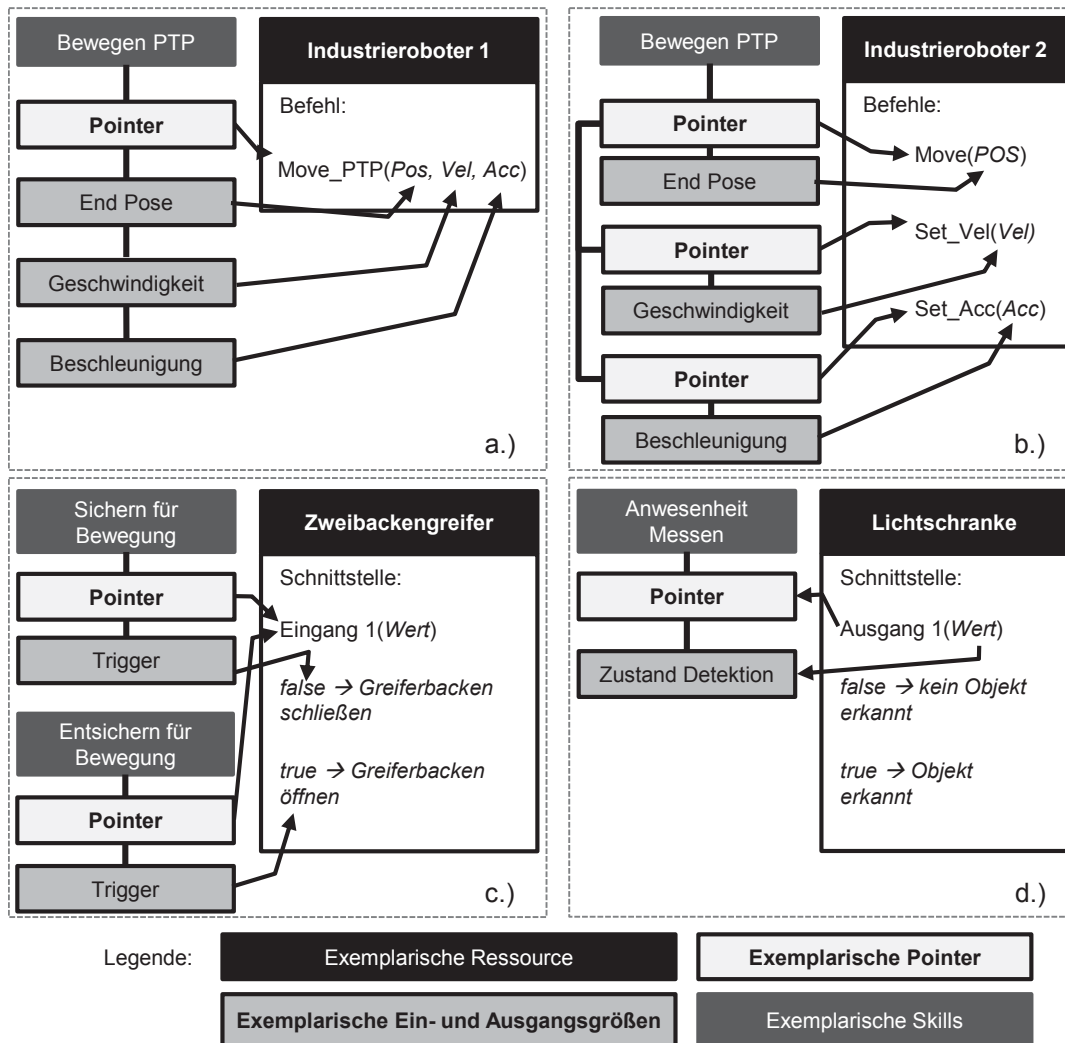 Bewegen PTP
Industrieroboter 1
Pointer
Befehl:
Move_PTP(Pos, Vel, Acc)
End Pose
Geschwindigkeit
Beschleunigung
a.)
Bewegen PTP
Industrieroboter 2
Pointer
Befehle:
Move(POS)
End Pose
Pointer
Set_Vel(Vel)
Geschwindigkeit
Set_Acc(Acc)
Pointer
Beschleunigung
b.)
Sichern für
Bewegung
Zweibackengreifer
Pointer
Schnittstelle:
Eingang 1(Wert)
Trigger
false → Greiferbacken
schließen
Entsichern für
Bewegung
true → Greiferbacken
öffnen
Pointer
Trigger
c.)
Anwesenheit
Messen
Lichtschranke
Pointer
Schnittstelle:
Ausgang 1(Wert)
Zustand Detektion
false → kein Objekt
erkannt
true → Objekt
erkannt
d.)
Legende:
Exemplarische Ressource
Exemplarische Pointer
Exemplarische Ein- und Ausgangsgrößen
Exemplarische Skills